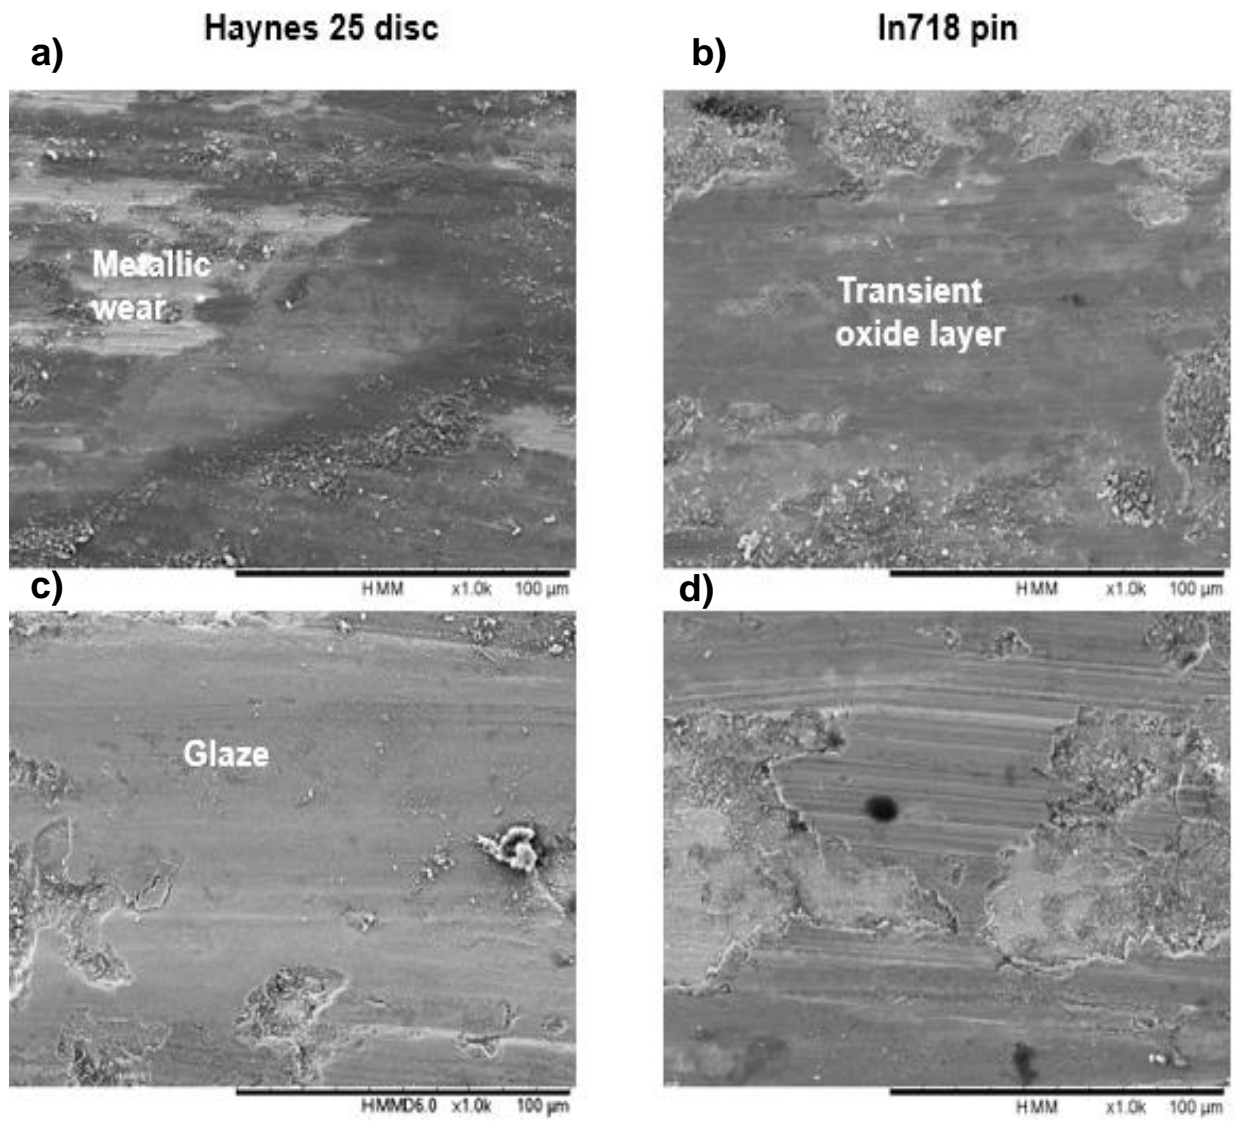 Haynes 25 disc
In718 pin
a)
b)
Metallic
wear
Transient
oxide layer
HMM x1.0k 100 µm
HMM x1.0k 100 µm
c)
d)
Glaze
HMMD6.0 x1.0k 100 µm
HMM x1.0k 100 µm